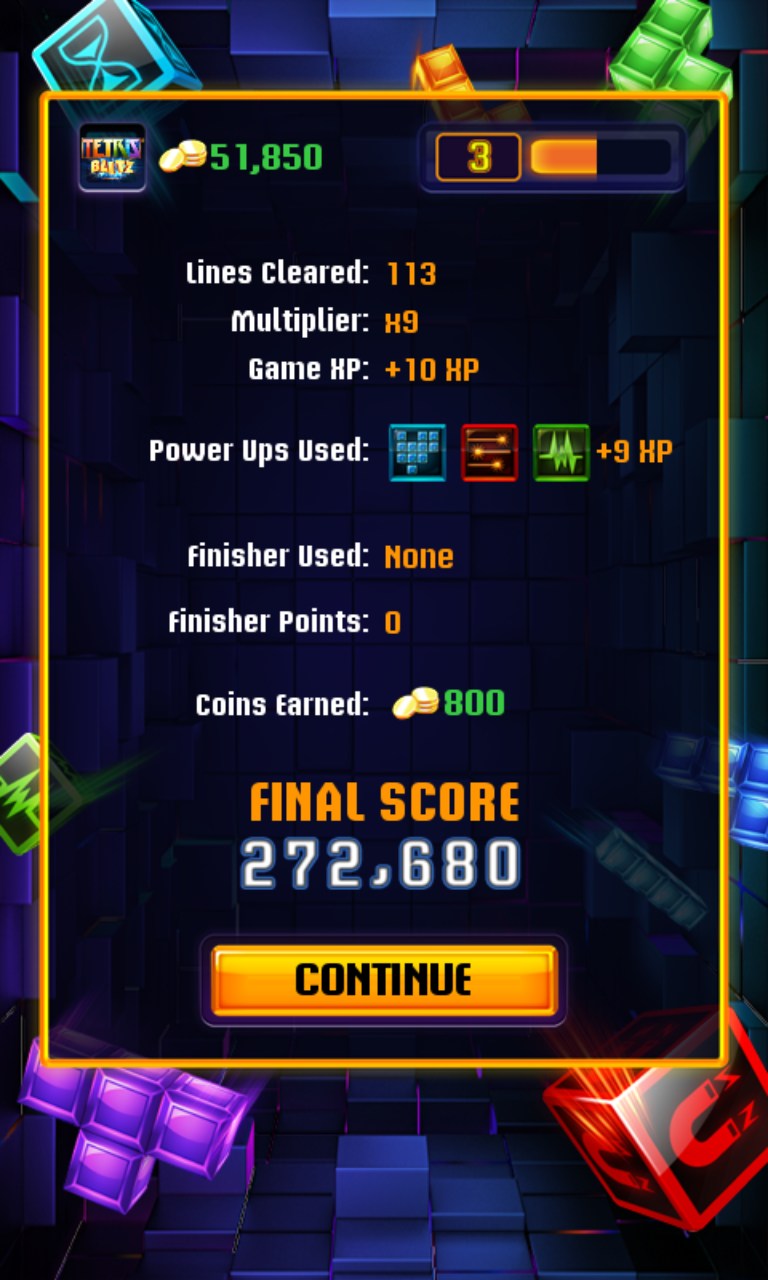 TETRIS
BLITZ
51,850
3
Lines Cleared: 113
Multiplier: x9
Game XP: +10 XP
Power Ups Used: +9 XP
Finisher Used: None
Finisher Points: 0
Coins Earned: 800
FINAL SCORE
272,680
CONTINUE